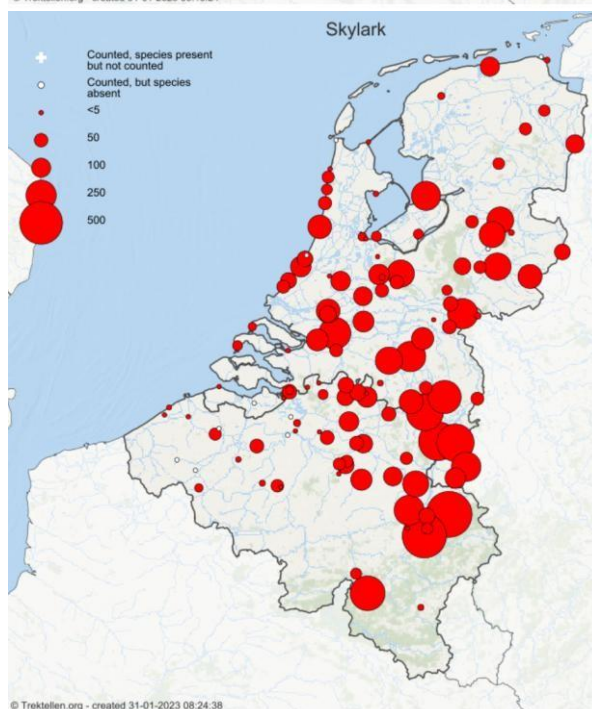 Skylark
Counted, species present
but not counted
Counted, but species
absent
<5
50
100
250
500
© Trektellen.org - created 31-01-2023 08:24:38